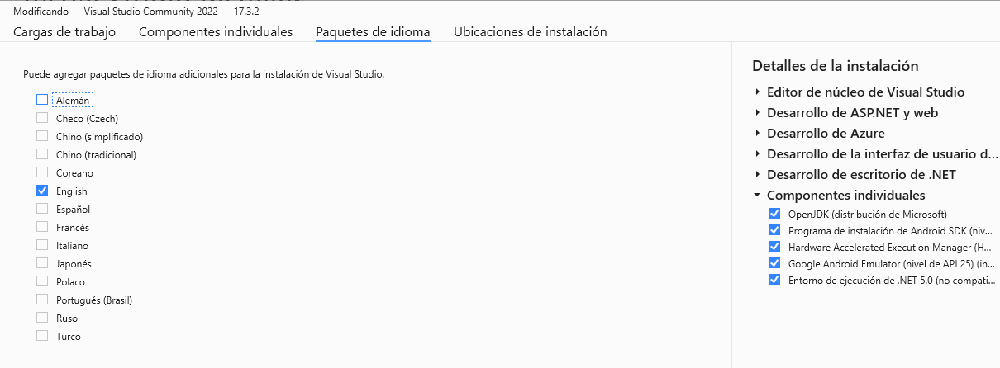 Modificando — Visual Studio Community 2022 — 17.3.2
Cargas de trabajo Componentes individuales Paquetes de idioma Ubicaciones de instalación
Puede agregar paquetes de idioma adicionales para la instalación de Visual Studio.
Alemán
Checo (Czech)
Chino (simplificado)
Chino (tradicional)
Coreano
English
Español
Francés
Italiano
Japonés
Polaco
Portugués (Brasil)
Ruso
Turco
Detalles de la instalación
Editor de núcleo de Visual Studio
Desarrollo de ASP.NET y web
Desarrollo de Azure
Desarrollo de la interfaz de usuario d...
Desarrollo de escritorio de .NET
Componentes individuales
OpenJDK (distribución de Microsoft)
Programa de instalación de Android SDK (niv...
Hardware Accelerated Execution Manager (H...
Google Android Emulator (nivel de API 25) (in...
Entorno de ejecución de .NET 5.0 (no compati...